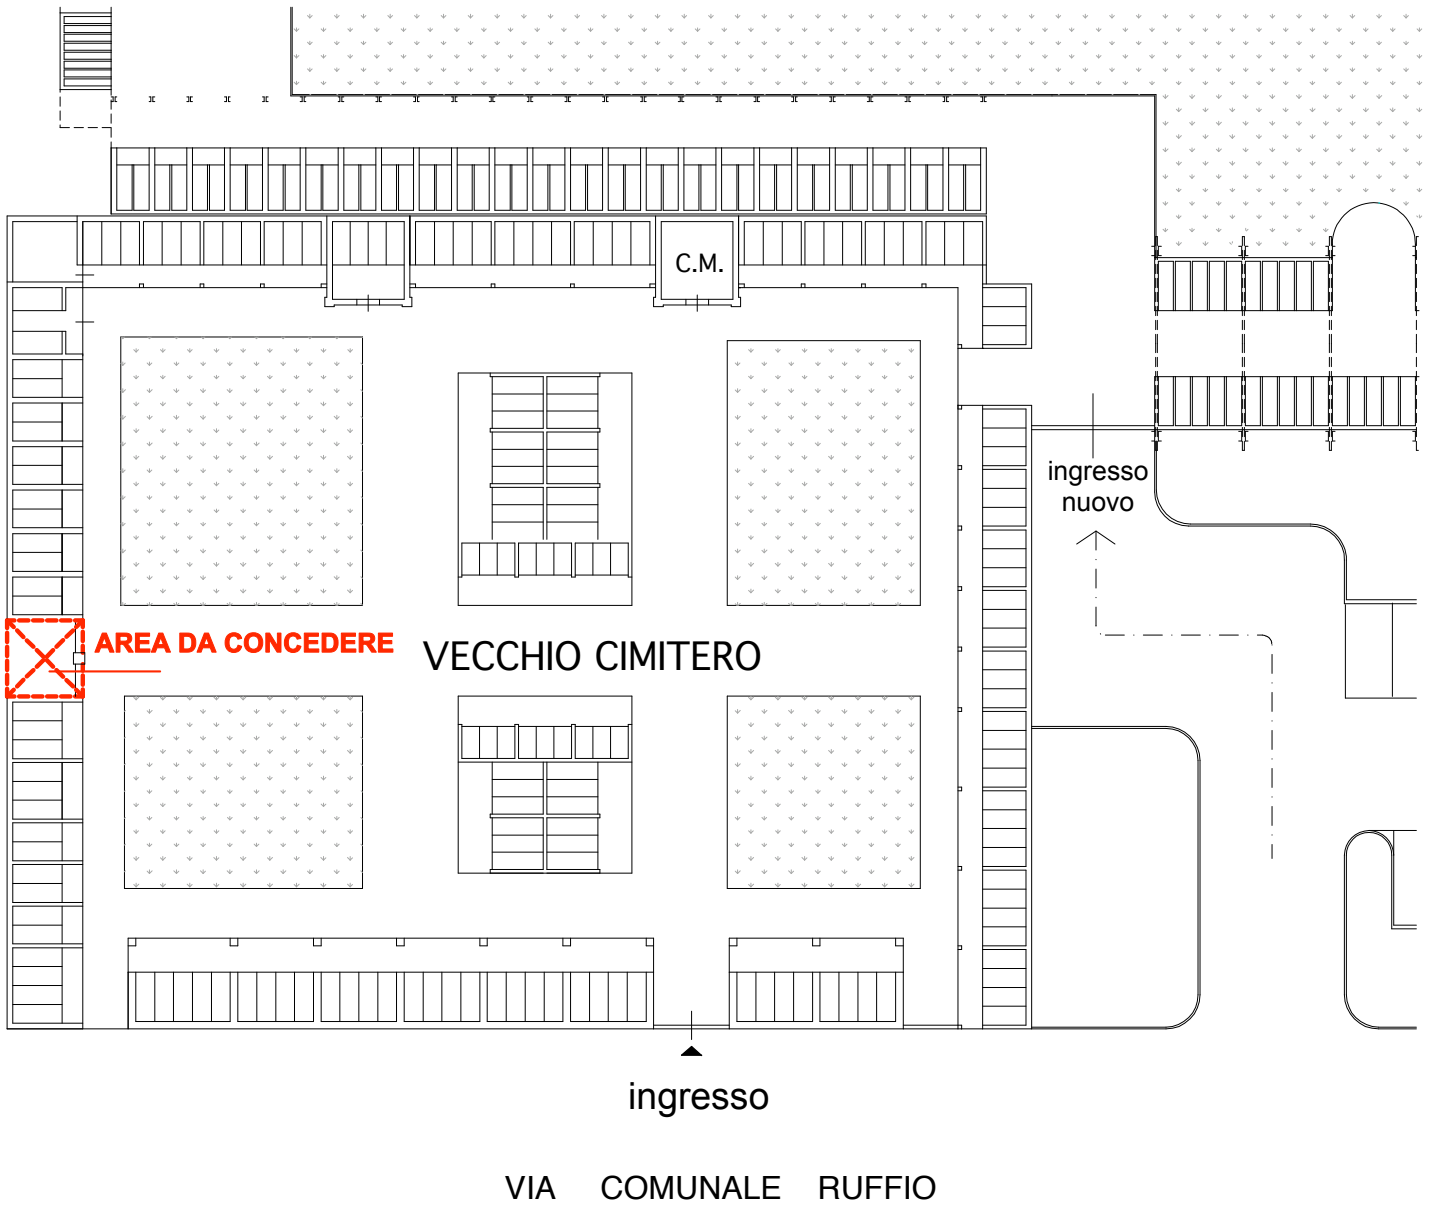 C.M.
ingresso
nuovo
AREA DA CONCEDERE
VECCHIO CIMITERO
ingresso
VIA COMUNALE RUFFIO